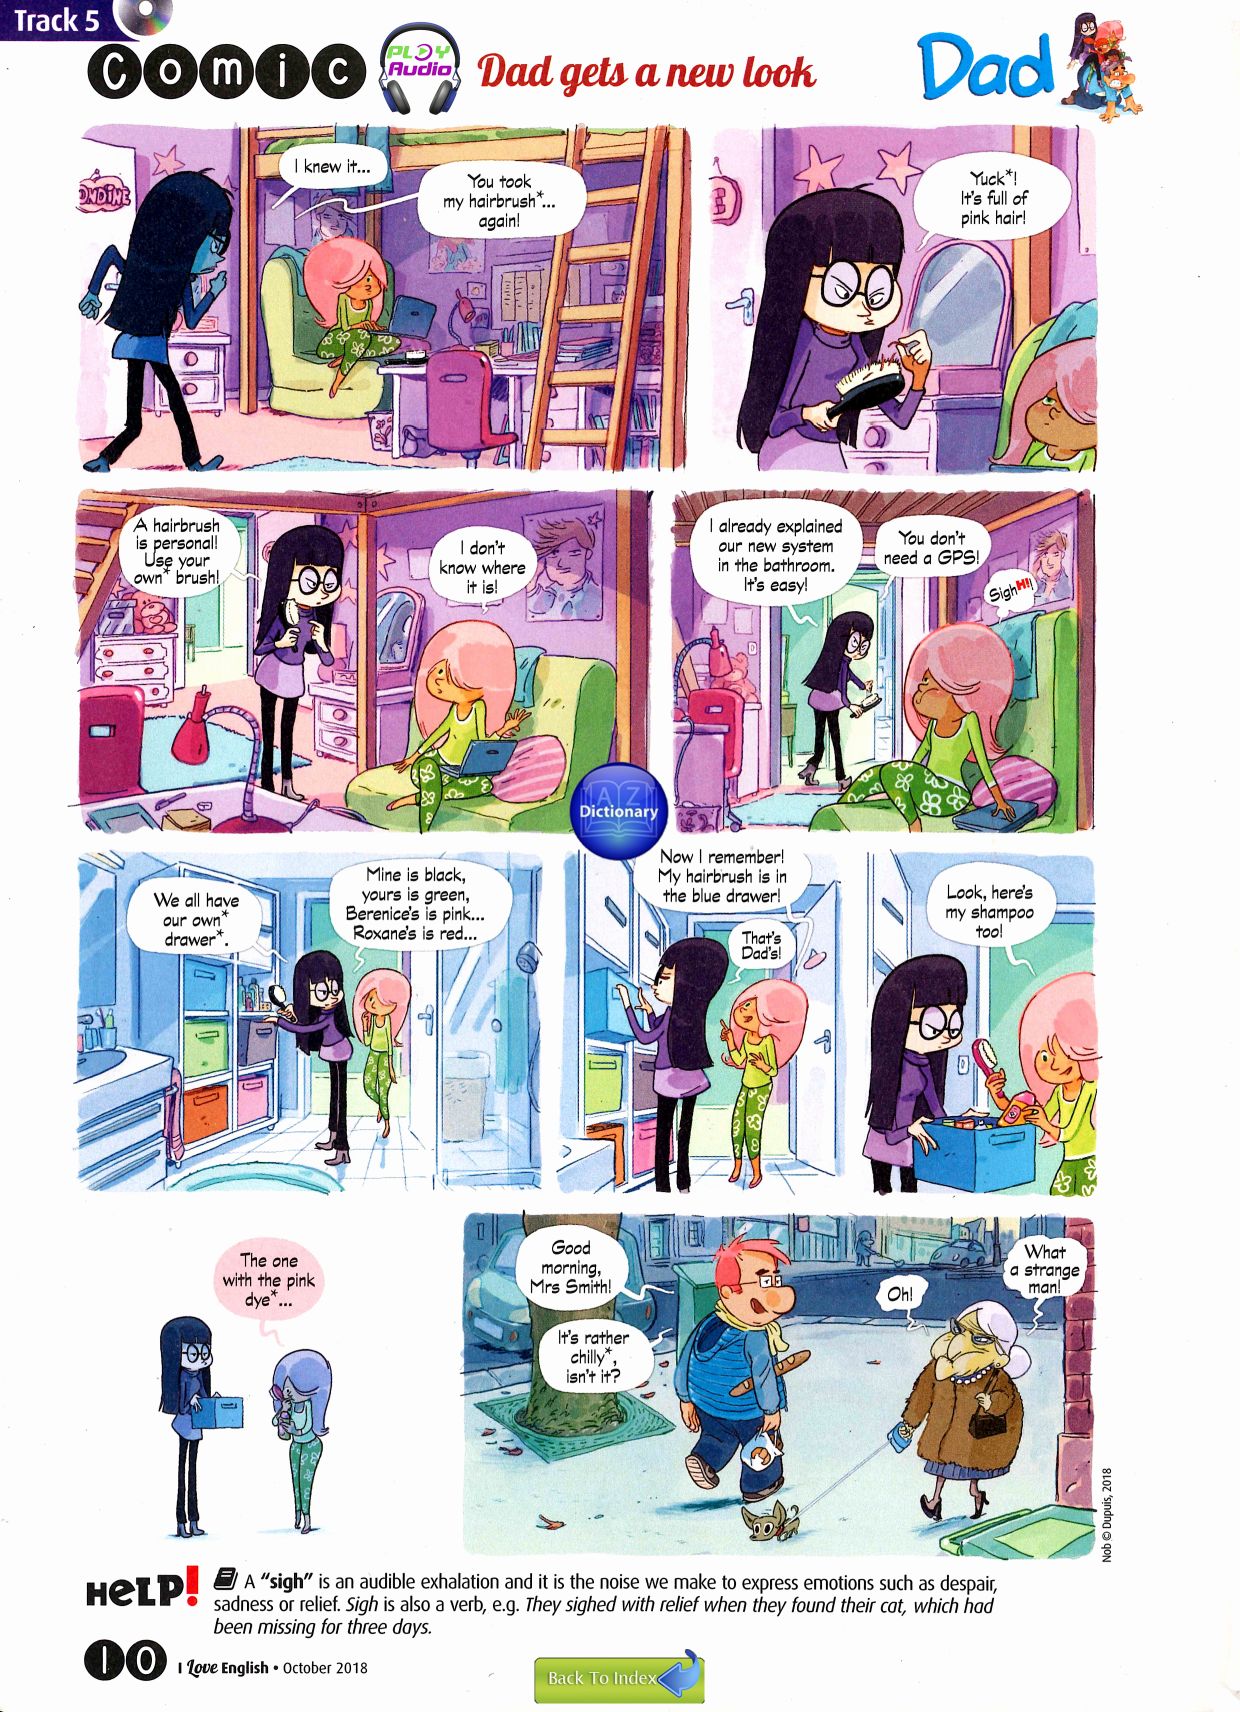 Track 5
Comic
PLAY
Audio
Dad gets a new look
Dad
ONDINE
I knew it...
You took
my hairbrush*...
again!
Yuck*!
It's full of
pink hair!
A hairbrush
is personal!
Use your
own* brush!
I don't
know where
it is!
I already explained
our new system
in the bathroom.
It's easy!
You don't
need a GPS!
SighHH!
A Z
Dictionary
We all have
our own*
drawer*.
Mine is black,
yours is green,
Berenice's is pink...
Roxane's is red...
Now I remember!
My hairbrush is in
the blue drawer!
That's
Dad's!
Look, here's
my shampoo
too!
The one
with the pink
dye*...
Good
morning,
Mrs Smith!
It's rather
chilly*,
isn't it?
Oh!
What
a strange
man!
Nob © Dupuis, 2018
HeLP!
A “sigh” is an audible exhalation and it is the noise we make to express emotions such as despair,
sadness or relief. Sigh is also a verb, e.g. They sighed with relief when they found their cat, which had
been missing for three days.
10
I Love English • October 2018
Back To Index